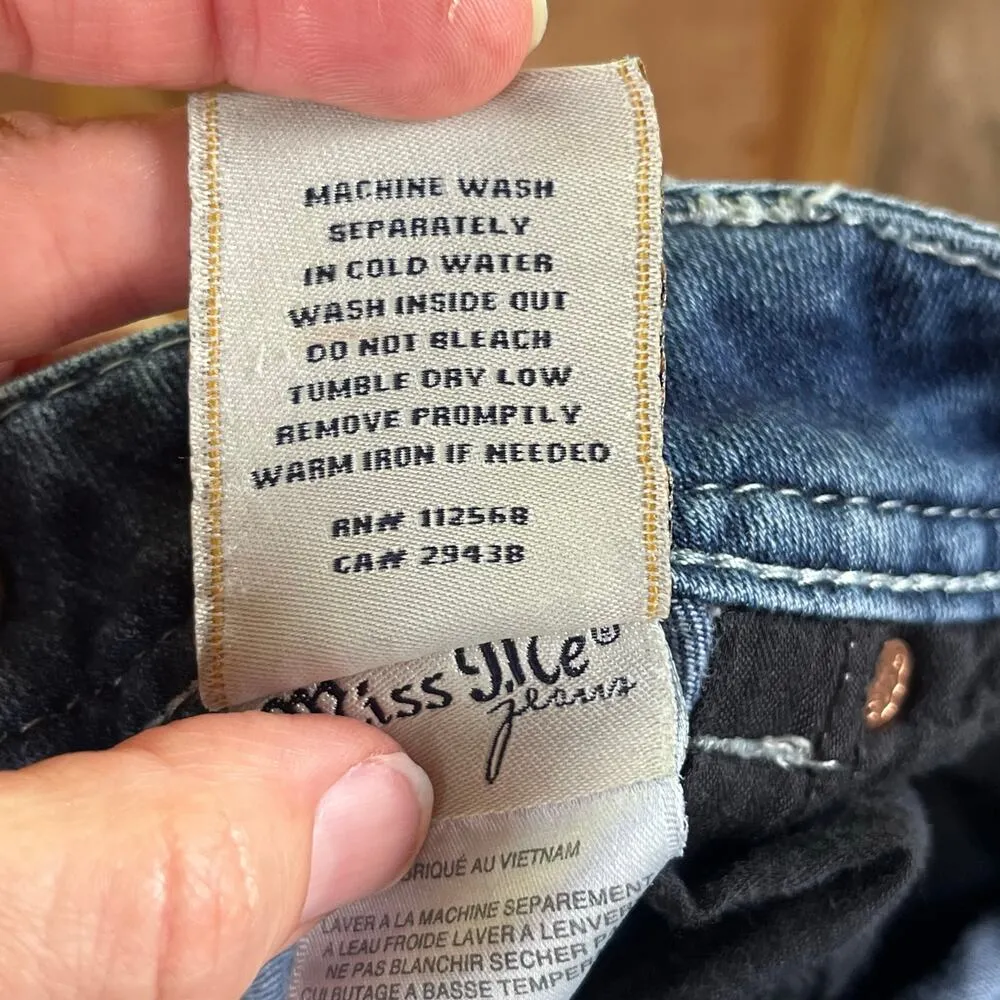 MACHINE WASH
SEPARATELY
IN COLD WATER
WASH INSIDE OUT
DO NOT BLEACH
TUMBLE DRY LOW
REMOVE PROMPTLY
WARM IRON IF NEEDED
RN# 112568
CA# 29438
Miss Me®
jeans
BRIQUÉ AU VIETNAM
LAVER A LA MACHINE SEPAREMENT
A LEAU FROIDE LAVER A LENVER
NE PAS BLANCHIR SECHER
CULBUTAGE A BASSE TEMPER